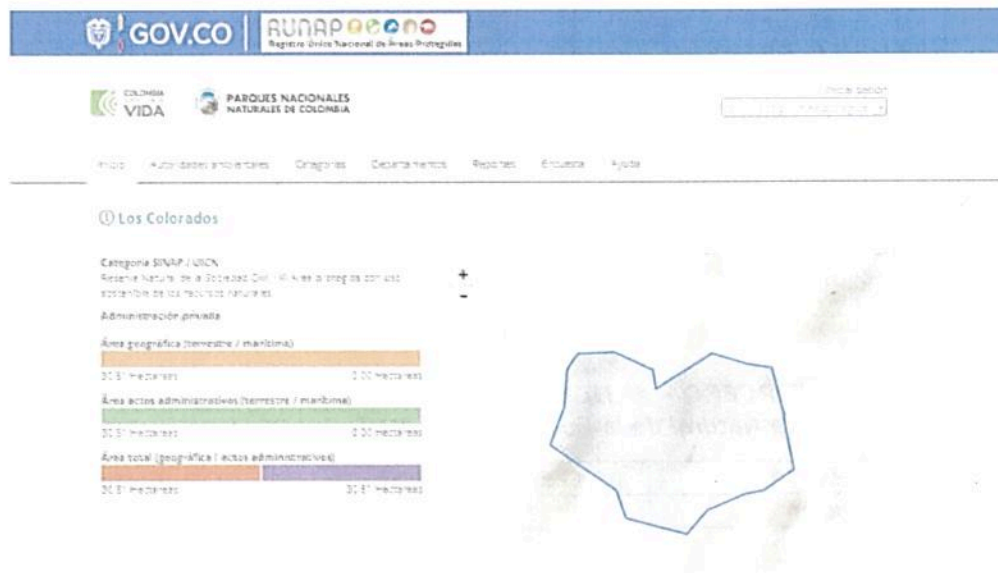 GOV.CO
RUNAP
Registro Único Nacional de Áreas Protegidas
COLOMBIA
VIDA
PARQUES NACIONALES
NATURALES DE COLOMBIA
Iniciar sesión
Inicio Autoridades ambientales Categorías Departamentos Reportes Encuesta Ayuda
Los Colorados
Categoría SINAP / UICN
Reserva Natural de la Sociedad Civil / VI Área protegida con uso
sostenible de los recursos naturales
Administración privada
Área geográfica (terrestre / marítima)
Hectáreas 0.00 Hectáreas
Área actos administrativos (terrestre / marítima)
Hectáreas 0.00 Hectáreas
Área total (geográfica / actos administrativos)
Hectáreas Hectáreas
+
-